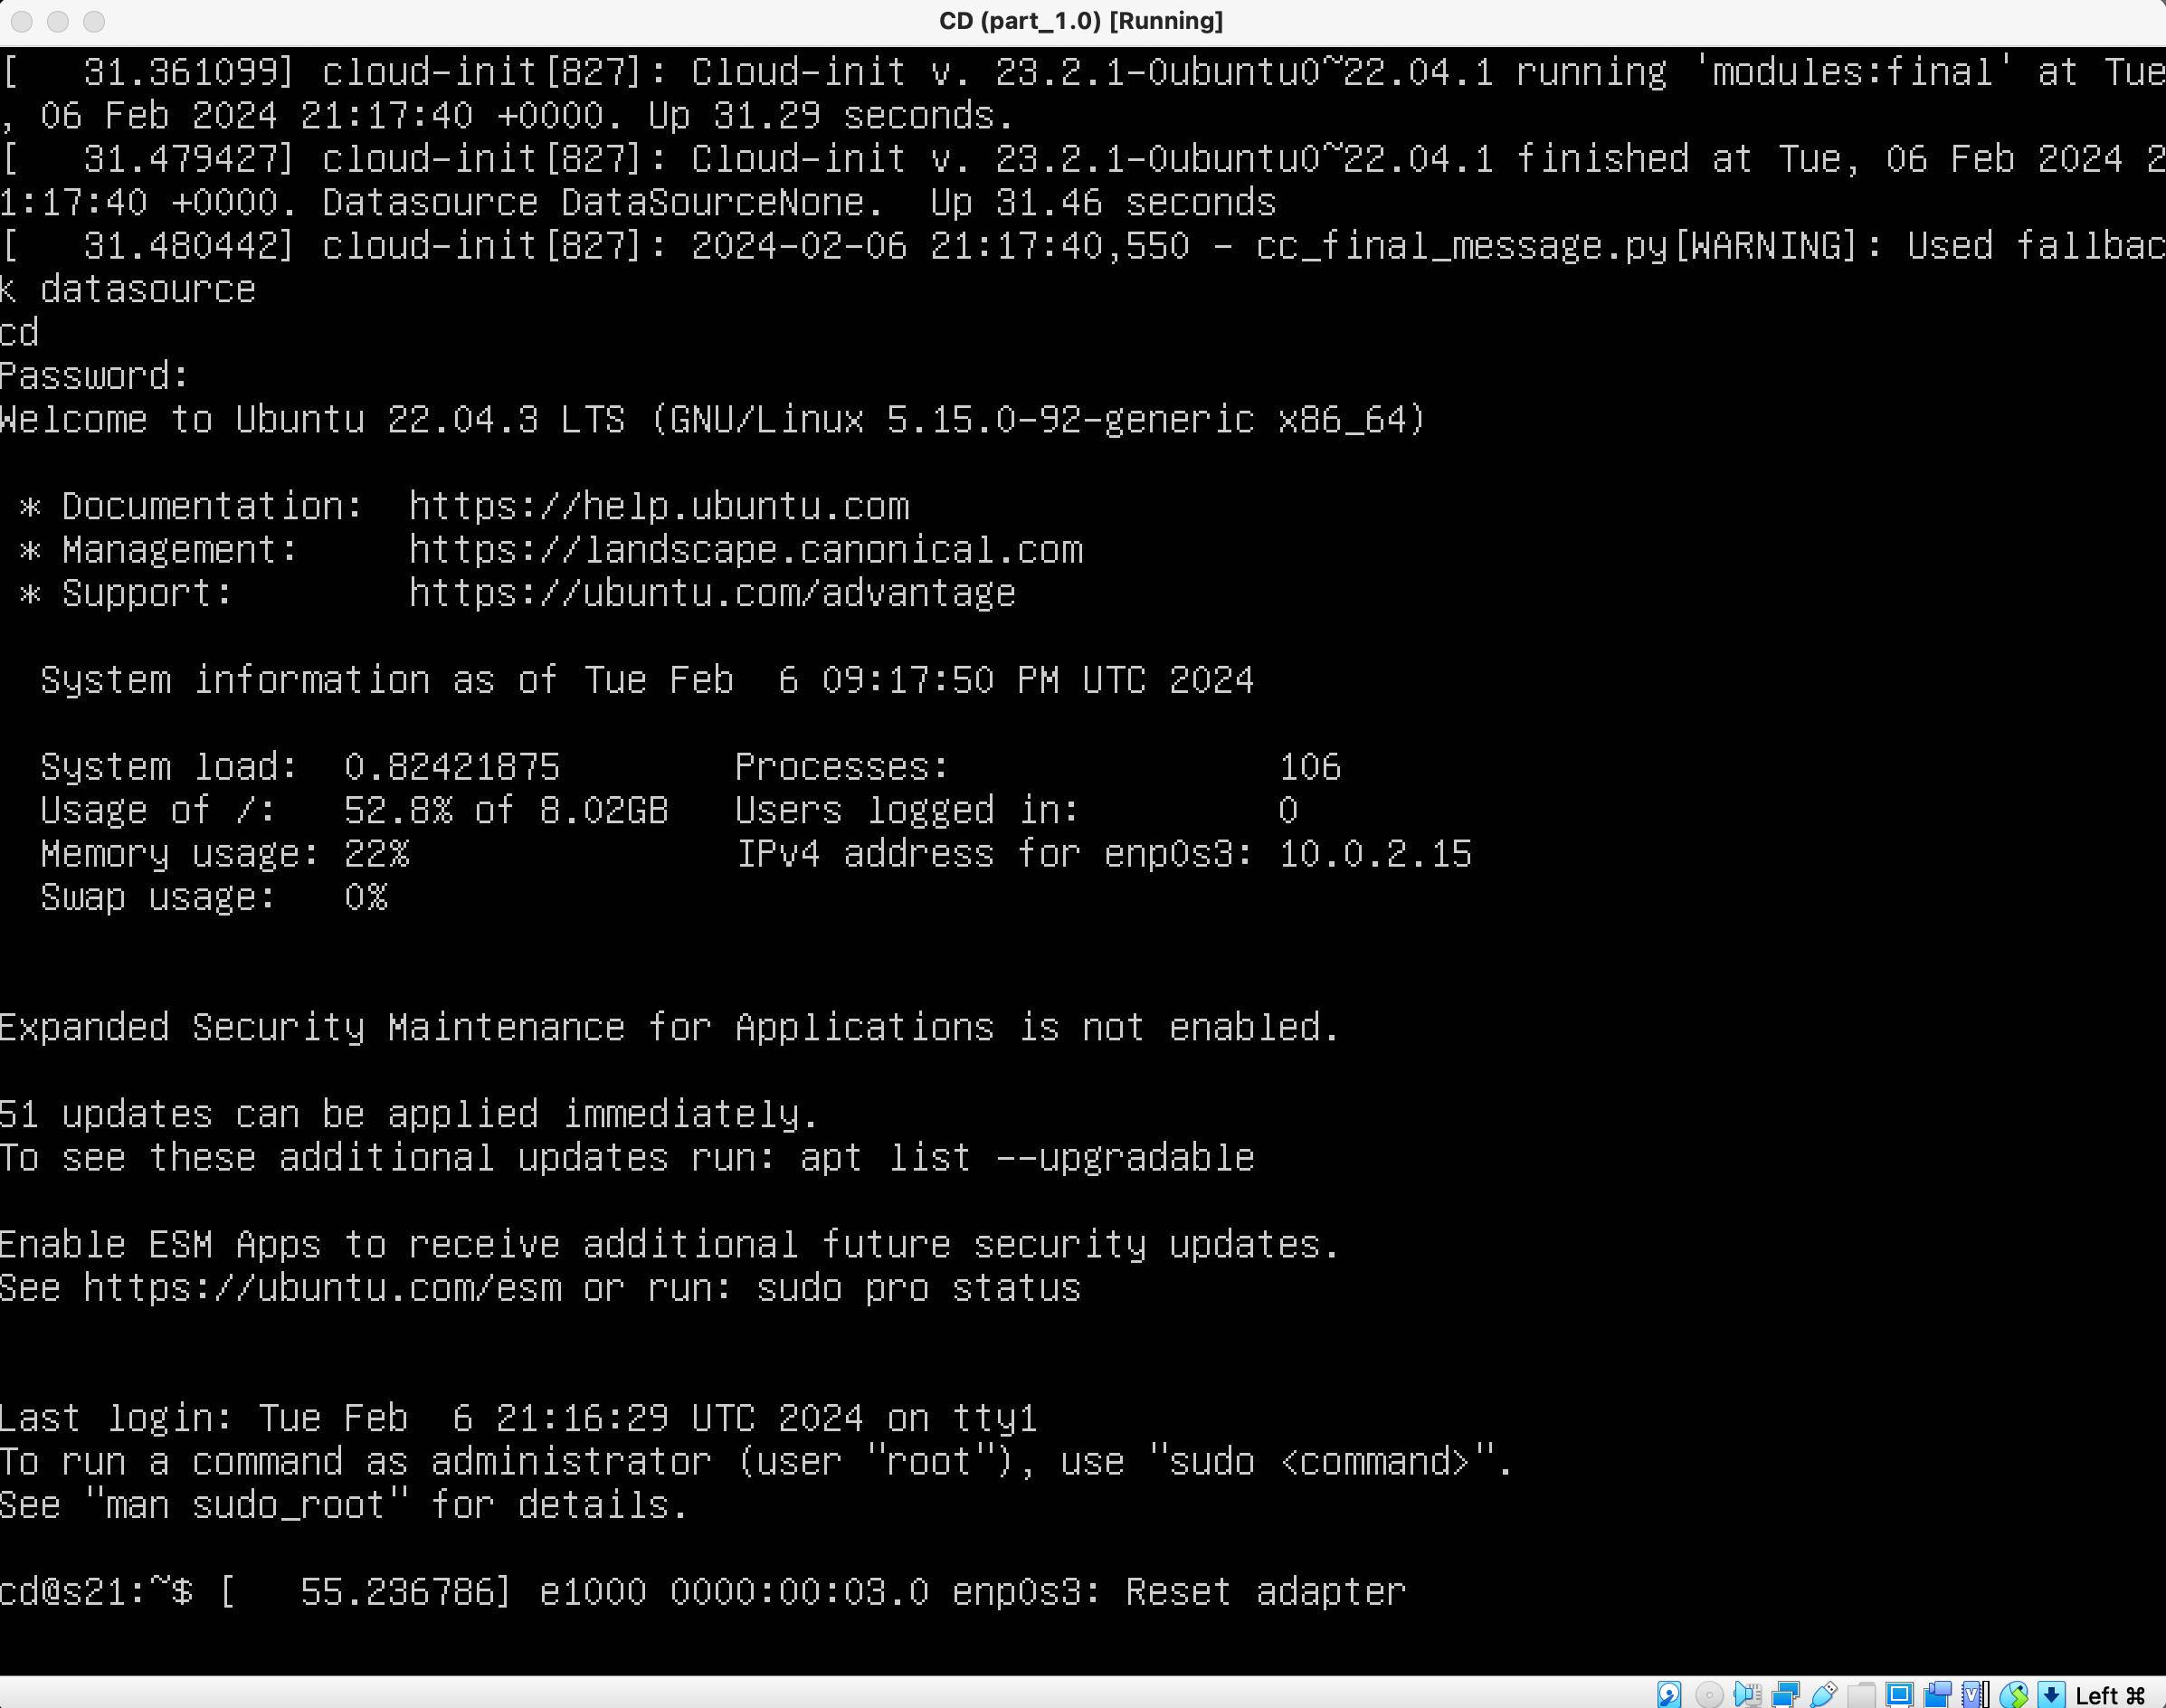 CD (part_1.0) [Running]
[   31.361099] cloud-init[827]: Cloud-init v. 23.2.1-0ubuntu0~22.04.1 running 'modules:final' at Tue
, 06 Feb 2024 21:17:40 +0000. Up 31.29 seconds.
[   31.479427] cloud-init[827]: Cloud-init v. 23.2.1-0ubuntu0~22.04.1 finished at Tue, 06 Feb 2024 2
1:17:40 +0000. Datasource DataSourceNone.  Up 31.46 seconds
[   31.480442] cloud-init[827]: 2024-02-06 21:17:40,550 - cc_final_message.py[WARNING]: Used fallbac
k datasource
cd
Password:
Welcome to Ubuntu 22.04.3 LTS (GNU/Linux 5.15.0-92-generic x86_64)
 * Documentation:  https://help.ubuntu.com
 * Management:     https://landscape.canonical.com
 * Support:        https://ubuntu.com/advantage
  System information as of Tue Feb  6 09:17:50 PM UTC 2024
  System load:  0.82421875        Processes:               106
  Usage of /:   52.8% of 8.02GB   Users logged in:         0
  Memory usage: 22%               IPv4 address for enp0s3: 10.0.2.15
  Swap usage:   0%
Expanded Security Maintenance for Applications is not enabled.
51 updates can be applied immediately.
To see these additional updates run: apt list --upgradable
Enable ESM Apps to receive additional future security updates.
See https://ubuntu.com/esm or run: sudo pro status
Last login: Tue Feb  6 21:16:29 UTC 2024 on tty1
To run a command as administrator (user "root"), use "sudo <command>".
See "man sudo_root" for details.
cd@s21:~$ [   55.236786] e1000 0000:00:03.0 enp0s3: Reset adapter
Left ⌘